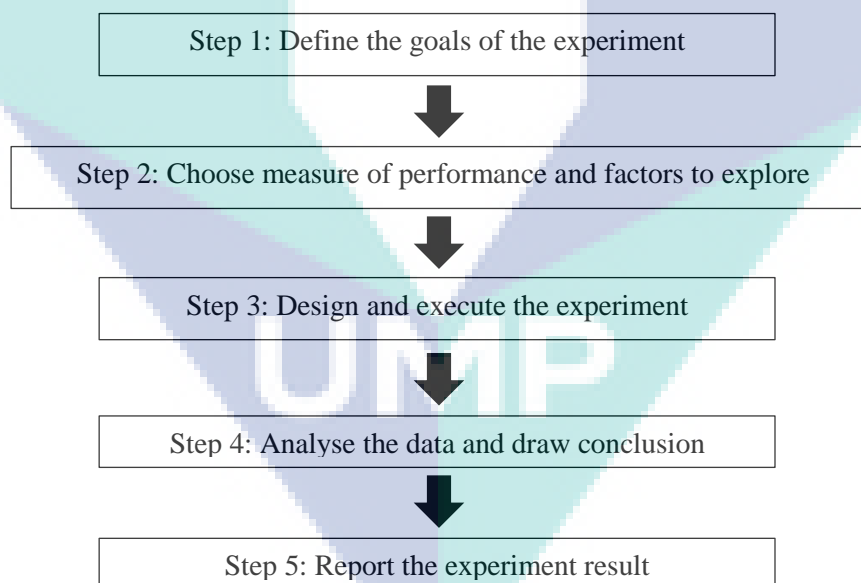 Step 1: Define the goals of the experiment
Step 2: Choose measure of performance and factors to explore
Step 3: Design and execute the experiment
UMP
Step 4: Analyse the data and draw conclusion
Step 5: Report the experiment result